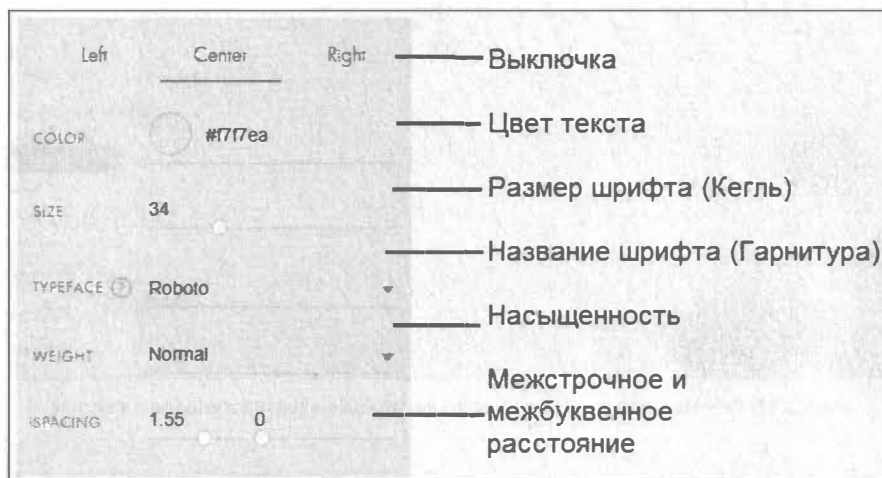 Left Center Right
Выключка
COLOR #f7f7ea
Цвет текста
SIZE 34
Размер шрифта (Кегль)
TYPEFACE ? Roboto
Название шрифта (Гарнитура)
WEIGHT Normal
Насыщенность
SPACING 1.55 0
Межстрочное и
межбуквенное
расстояние